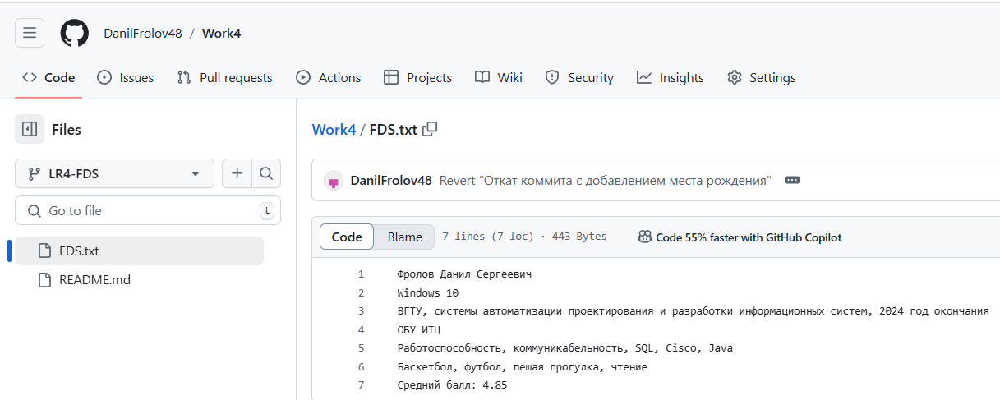 DanilFrolov48 / Work4
Code Issues Pull requests Actions Projects Wiki Security Insights Settings
Files
LR4-FDS
Go to file t
FDS.txt
README.md
Work4 / FDS.txt
DanilFrolov48 Revert "Откат коммита с добавлением места рождения"
Code Blame 7 lines (7 loc) · 443 Bytes Code 55% faster with GitHub Copilot
1 Фролов Данил Сергеевич
2 Windows 10
3 ВГТУ, системы автоматизации проектирования и разработки информационных систем, 2024 год окончания
4 ОБУ ИТЦ
5 Работоспособность, коммуникабельность, SQL, Cisco, Java
6 Баскетбол, футбол, пешая прогулка, чтение
7 Средний балл: 4.85